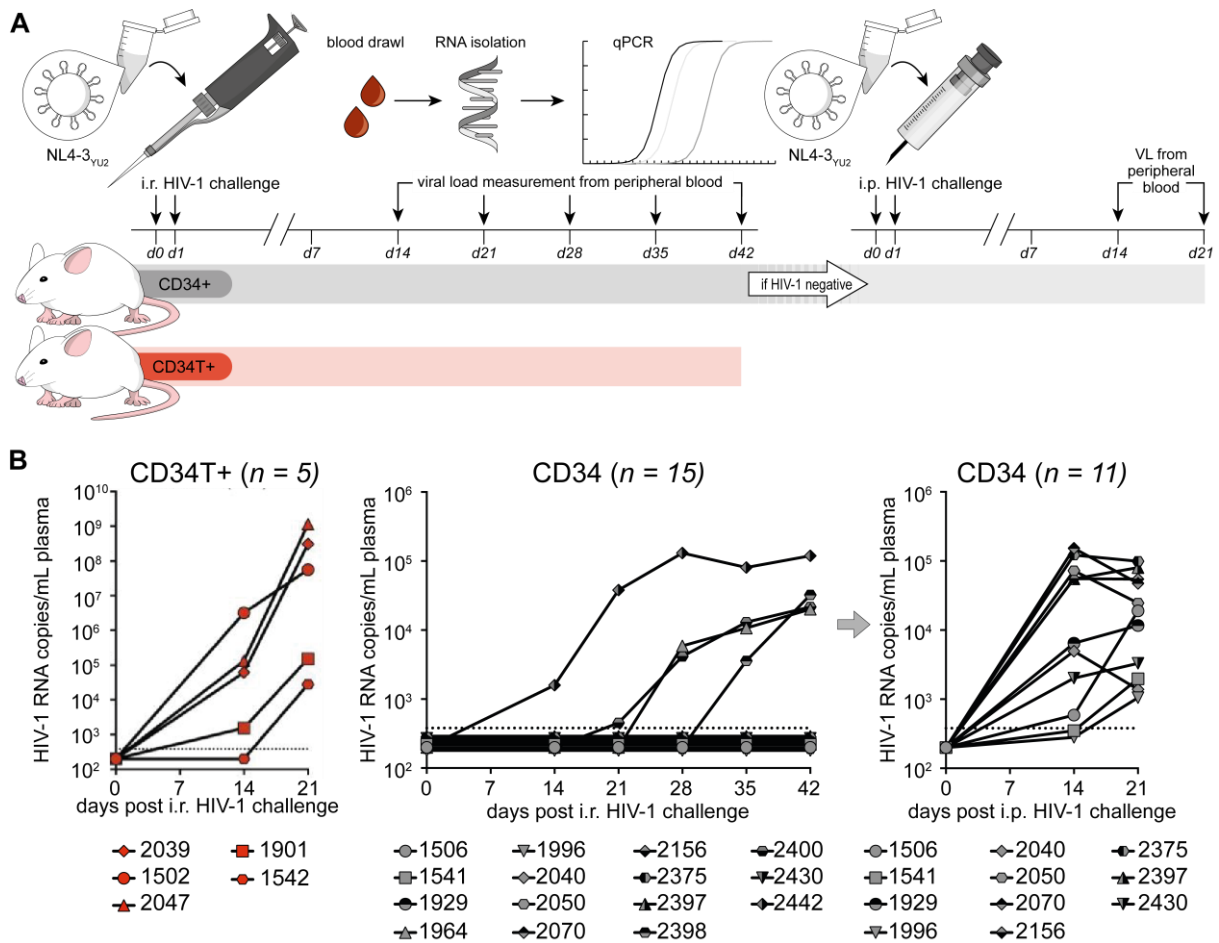 A
blood drawl
RNA isolation
qPCR
NL4-3YU2
NL4-3YU2
i.r. HIV-1 challenge
viral load measurement from peripheral blood
i.p. HIV-1 challenge
VL from
peripheral
blood
d0 d1 d7 d14 d21 d28 d35 d42 d0 d1 d7 d14 d21
CD34+
if HIV-1 negative
CD34T+
B
CD34T+ (n = 5)
HIV-1 RNA copies/mL plasma
10^10
10^9
10^8
10^7
10^6
10^5
10^4
10^3
10^2
0 7 14 21
days post i.r. HIV-1 challenge
2039 1901
1502 1542
2047
CD34 (n = 15)
HIV-1 RNA copies/mL plasma
10^6
10^5
10^4
10^3
10^2
0 7 14 21 28 35 42
days post i.r. HIV-1 challenge
1506 1996 2156 2400
1541 2040 2375 2430
1929 2050 2397 2442
1964 2070 2398
CD34 (n = 11)
HIV-1 RNA copies/mL plasma
10^6
10^5
10^4
10^3
10^2
0 7 14 21
days post i.p. HIV-1 challenge
1506 2040 2375
1541 2050 2397
1929 2070 2430
1996 2156